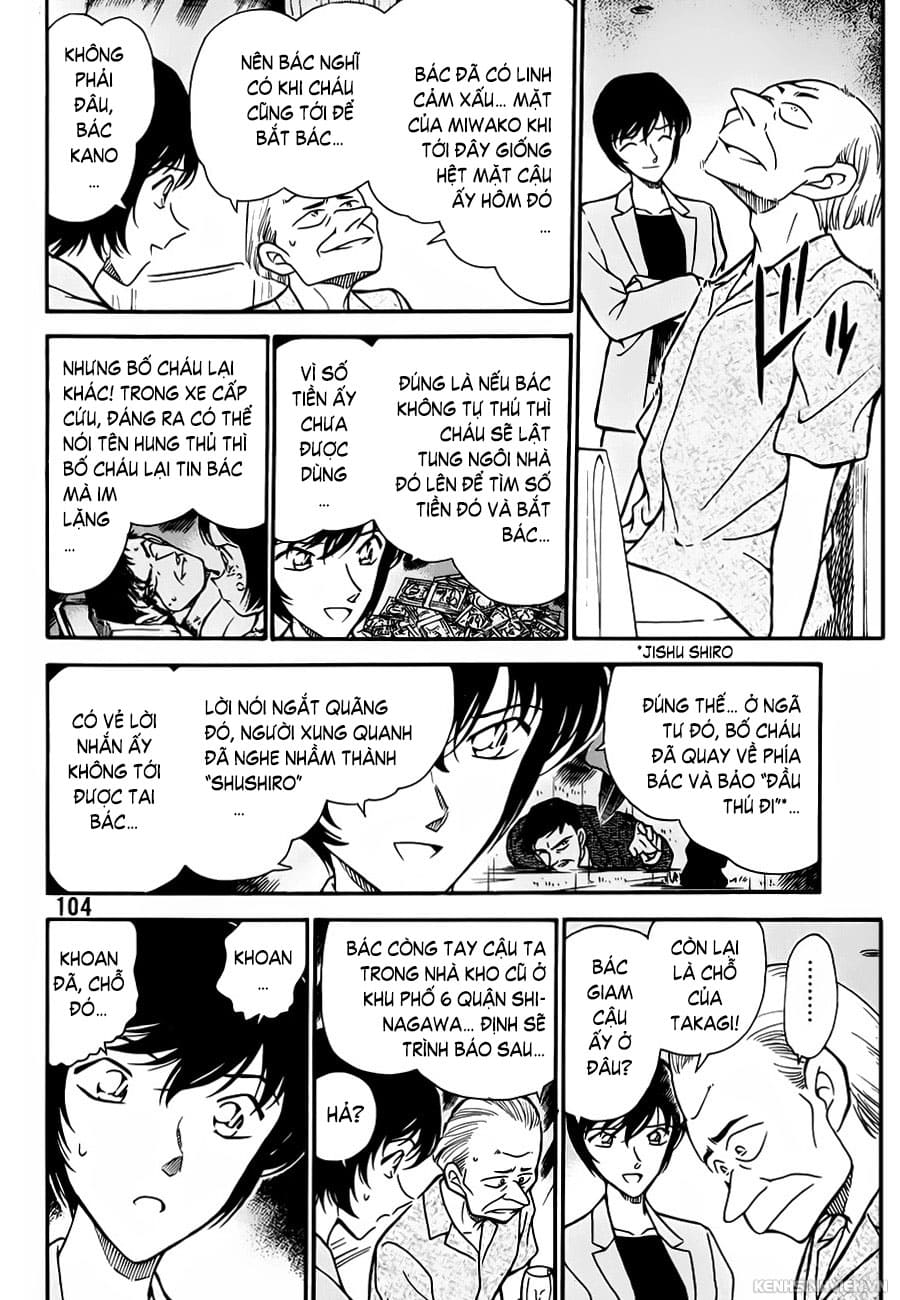 BÁC ĐÃ CÓ LINH
CẢM XẤU... MẶT
CỦA MIWAKO KHI
TỚI ĐÂY GIỐNG
HỆT MẶT CẬU
ẤY HÔM ĐÓ
NÊN BÁC NGHĨ
CÓ KHI CHÁU
CŨNG TỚI ĐỂ
BẮT BÁC...
KHÔNG
PHẢI
ĐÂU,
BÁC
KANO
...
ĐÚNG LÀ NẾU BÁC
KHÔNG TỰ THÚ THÌ
CHÁU SẼ LẬT
TUNG NGÔI NHÀ
ĐÓ LÊN ĐỂ TÌM SỐ
TIỀN ĐÓ VÀ BẮT
BÁC...
VÌ SỐ
TIỀN ẤY
CHƯA
ĐƯỢC
DÙNG
...
NHƯNG BỐ CHÁU LẠI
KHÁC! TRONG XE CẤP
CỨU, ĐÁNG RA CÓ THỂ
NÓI TÊN HUNG THỦ THÌ
BỐ CHÁU LẠI TIN BÁC
MÀ IM
LẶNG
...
*JISHU SHIRO
ĐÚNG THẾ... Ở NGÃ
TƯ ĐÓ, BỐ CHÁU
ĐÃ QUAY VỀ PHÍA
BÁC VÀ BẢO “ĐẦU
THÚ ĐI”*...
LỜI NÓI NGẮT QUÃNG
ĐÓ, NGƯỜI XUNG QUANH
ĐÃ NGHE NHẦM THÀNH
“SHUSHIRO”
...
CÓ VẺ LỜI
NHẮN ẤY
KHÔNG TỚI
ĐƯỢC TAI
BÁC...
104
........
CÒN LẠI
LÀ CHỖ
CỦA
TAKAGI!
BÁC
GIAM
CẬU
ẤY Ở
ĐÂU?
BÁC CÒNG TAY CẬU TA
TRONG NHÀ KHO CŨ Ở
KHU PHỐ 6 QUẬN SHI-
NAGAWA... ĐỊNH SẼ
TRÌNH BÁO SAU...
HẢ?
KHOAN
...
KHOAN
ĐÃ, CHỖ
ĐÓ...
KENHSINHVIEN.VN